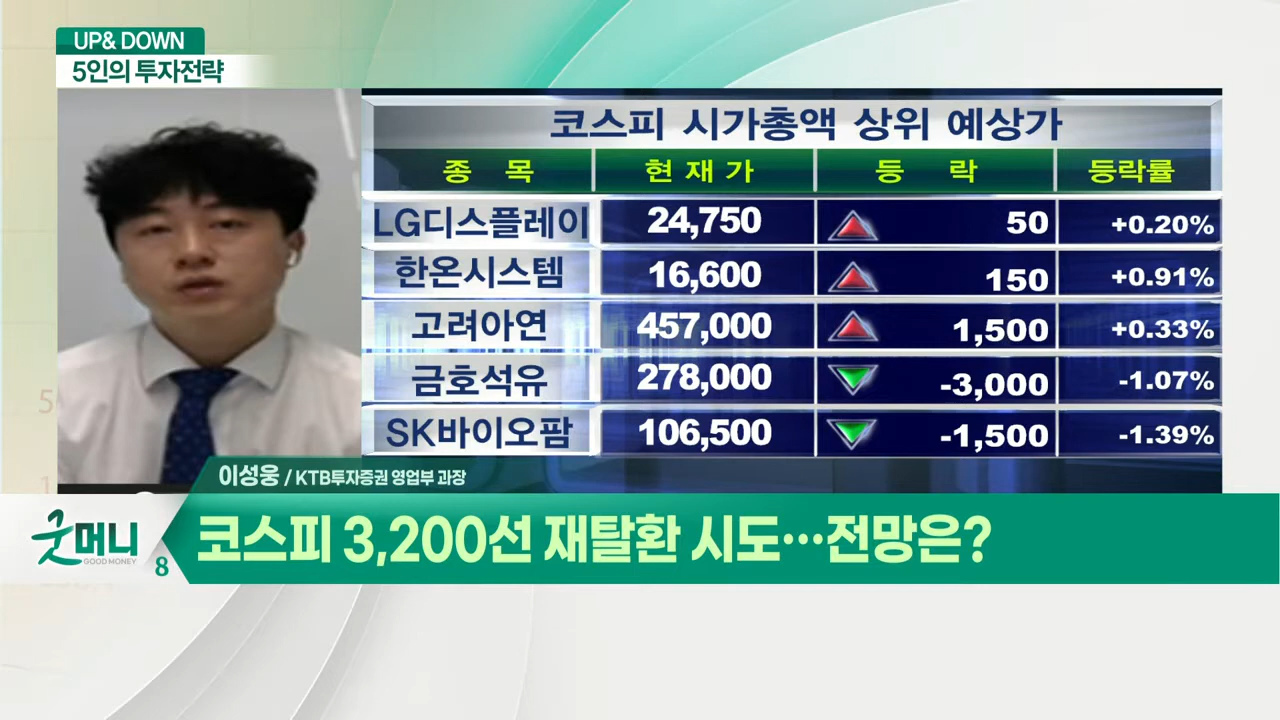 UP& DOWN
5인의 투자전략
코스피 시가총액 상위 예상가
종 목 현 재 가 등 락 등락률
LG디스플레이 24,750 50 +0.20%
한온시스템 16,600 150 +0.91%
고려아연 457,000 1,500 +0.33%
금호석유 278,000 -3,000 -1.07%
SK바이오팜 106,500 -1,500 -1.39%
이성웅 / KTB투자증권 영업부 과장
굿머니
GOOD MONEY
8
코스피 3,200선 재탈환 시도…전망은?